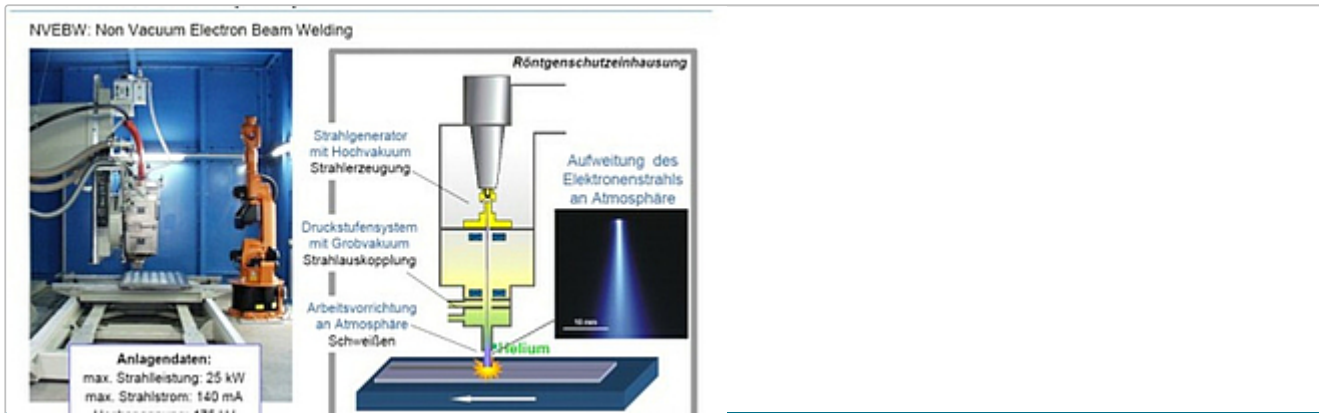 NVEBW: Non Vacuum Electron Beam Welding
Röntgenschutzeinhausung
Strahlgenerator
mit Hochvakuum
Strahlerzeugung
Aufweitung des
Elektronenstrahls
an Atmosphäre
Druckstufensystem
mit Grobvakuum
Strahlauskopplung
10 mm
Arbeitsvorrichtung
an Atmosphäre
Schweißen
Helium
Anlagendaten:
max. Strahlleistung: 25 kW
max. Strahlstrom: 140 mA